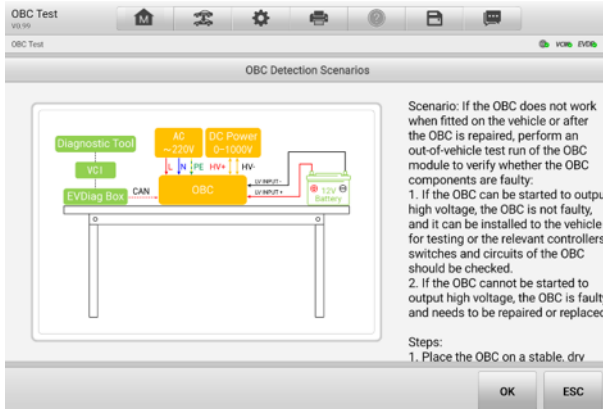 OBC Test
V0.99
OBC Test
VCMI EVDB
OBC Detection Scenarios
Diagnostic Tool
VCI
EVDiag Box
CAN
AC
~220V
DC Power
0-1000V
L N PE HV+ HV-
OBC
LV INPUT -
LV INPUT +
12V
Battery
Scenario: If the OBC does not work
when fitted on the vehicle or after
the OBC is repaired, perform an
out-of-vehicle test run of the OBC
module to verify whether the OBC
components are faulty:
1. If the OBC can be started to outpu
high voltage, the OBC is not faulty,
and it can be installed to the vehicle
for testing or the relevant controllers
switches and circuits of the OBC
should be checked.
2. If the OBC cannot be started to
output high voltage, the OBC is fault
and needs to be repaired or replaced
Steps:
1. Place the OBC on a stable, dry
OK
ESC